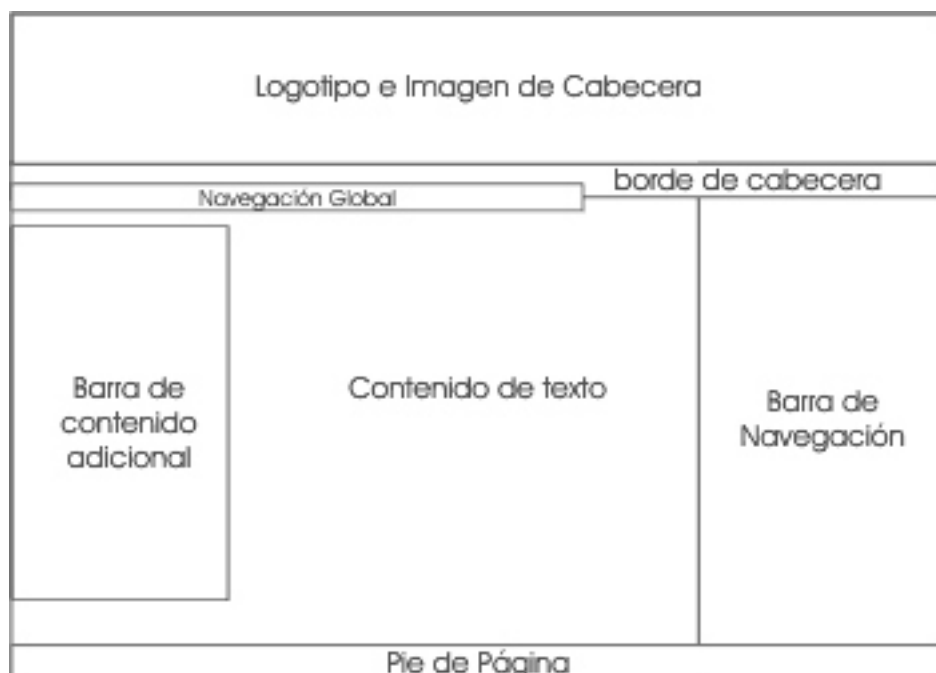 Logotipo e Imagen de Cabecera
borde de cabecera
Navegación Global
Barra de
contenido
adicional
Contenido de texto
Barra de
Navegación
Pie de Página